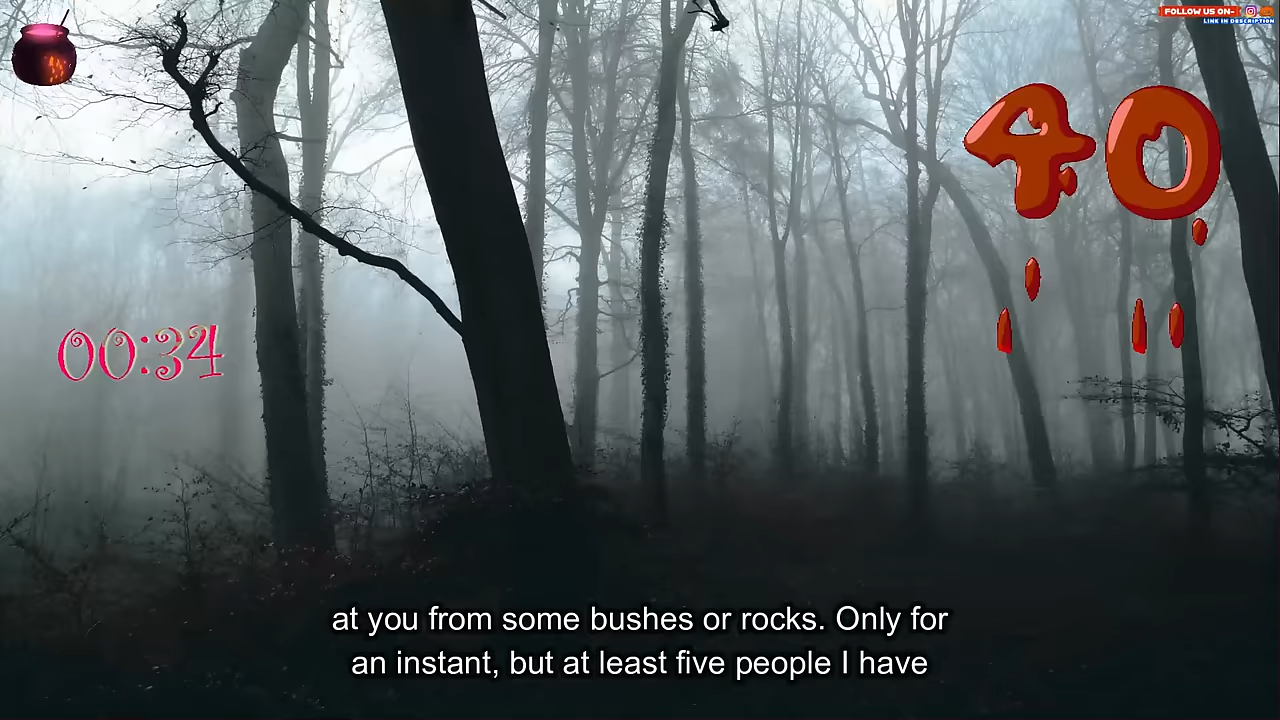 FOLLOW US ON-
LINK IN DESCRIPTION
40
00:34
at you from some bushes or rocks. Only for
an instant, but at least five people I have